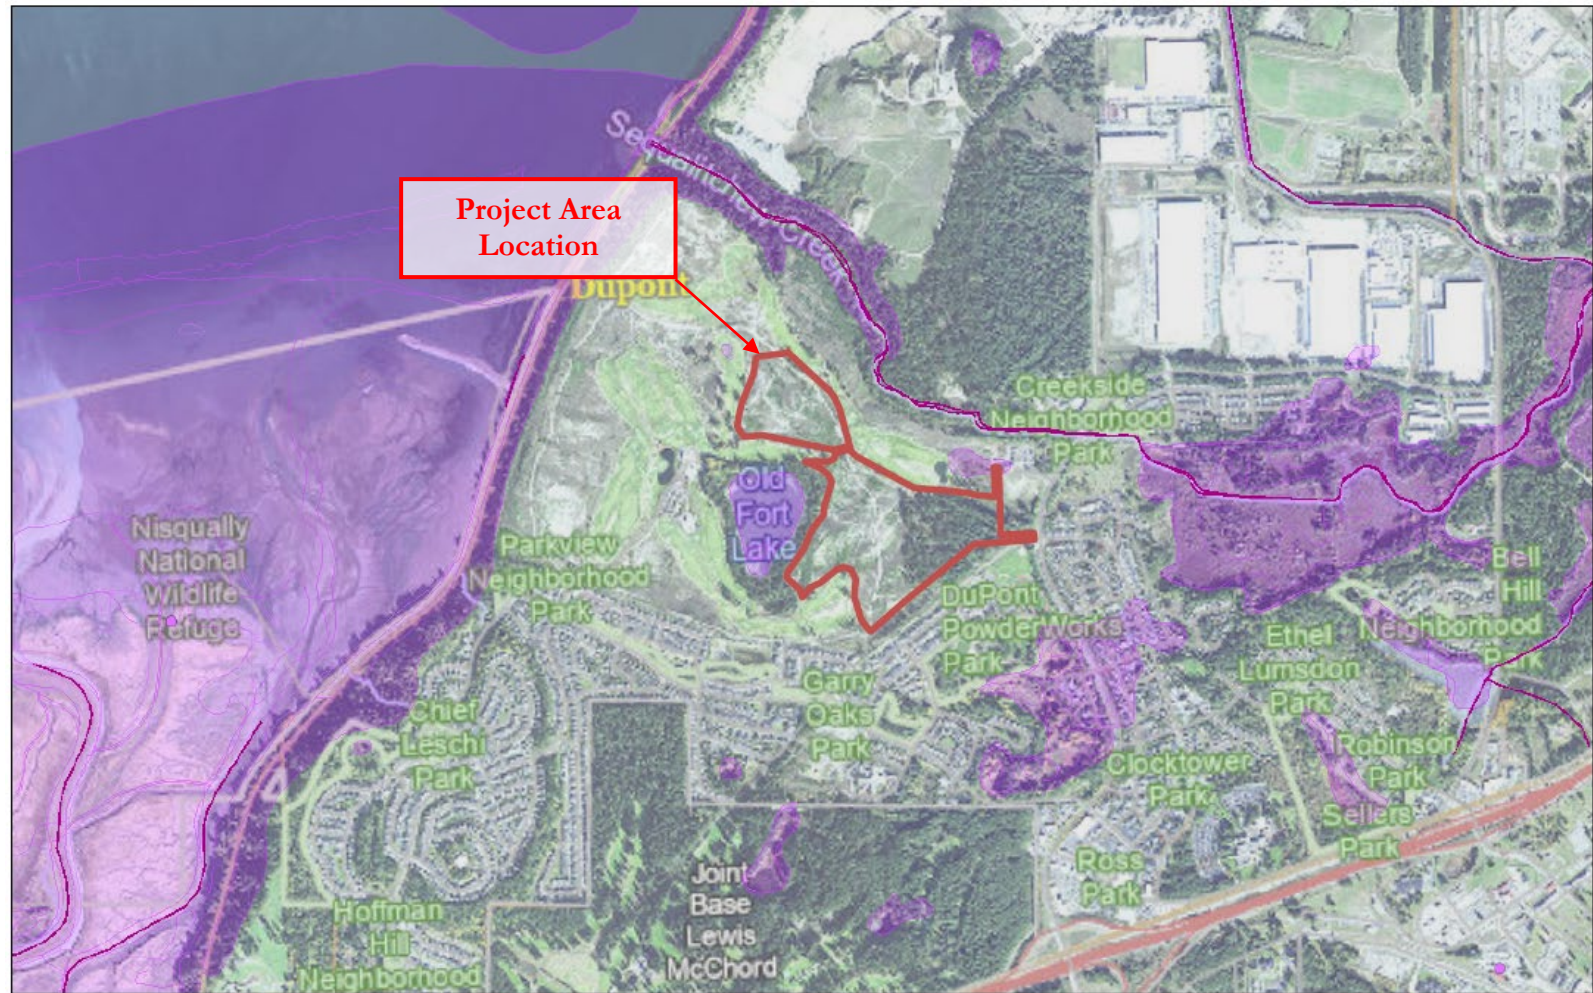 Sequalitchew Creek
Project Area
Location
Dupont
Creekside
Neighborhood
Park
Old
Fort
Lake
Nisqually
National
Wildlife
Refuge
Parkview
Neighborhood
Park
DuPont
PowderWorks
Park
Bell
Hill
Neighborhood
Park
Ethel
Lumsdon
Park
Garry
Oaks
Park
Chief
Leschi
Park
Robinson
Park
Clocktower
Park
Sellers
Park
Ross
Park
Joint
Base
Lewis
McChord
Hoffman
Hill
Neighborhood